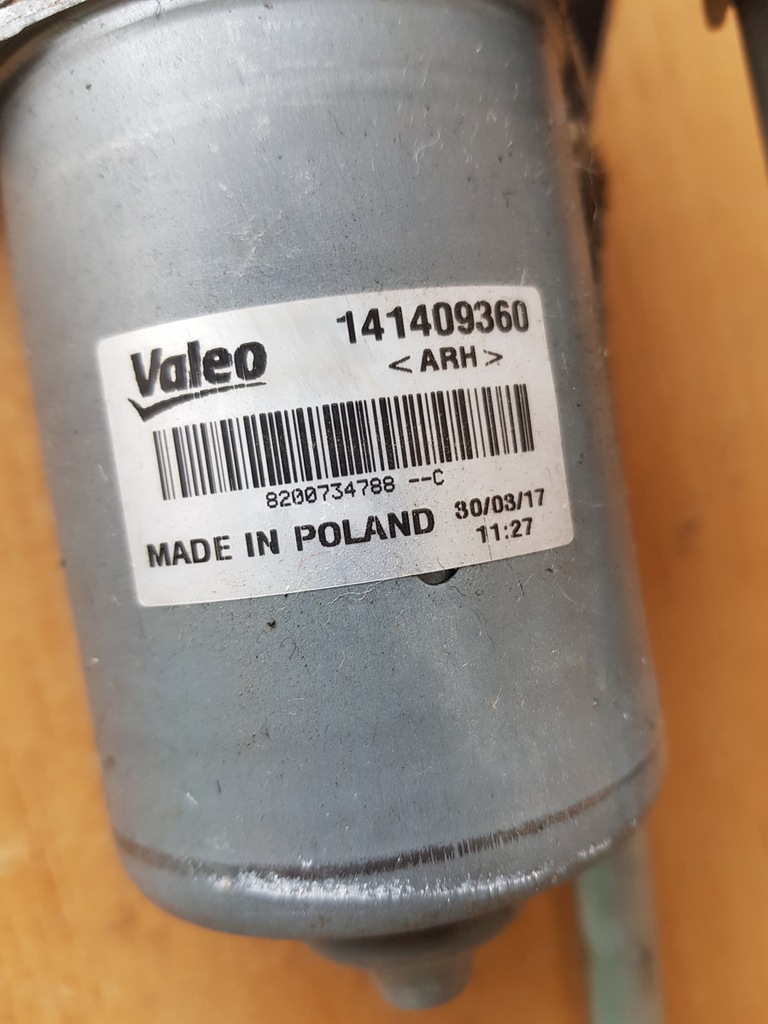 Valeo
141409360
<ARH>
8200734788 --C
MADE IN POLAND
30/03/17
11:27